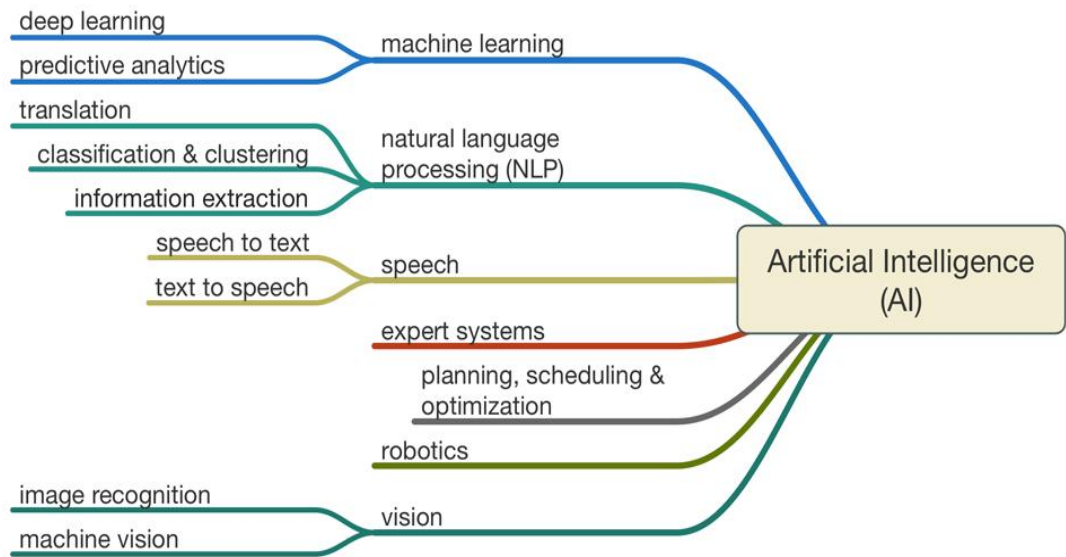 deep learning
predictive analytics
machine learning
translation
classification & clustering
information extraction
natural language
processing (NLP)
speech to text
text to speech
speech
expert systems
planning, scheduling &
optimization
robotics
image recognition
machine vision
vision
Artificial Intelligence
(AI)